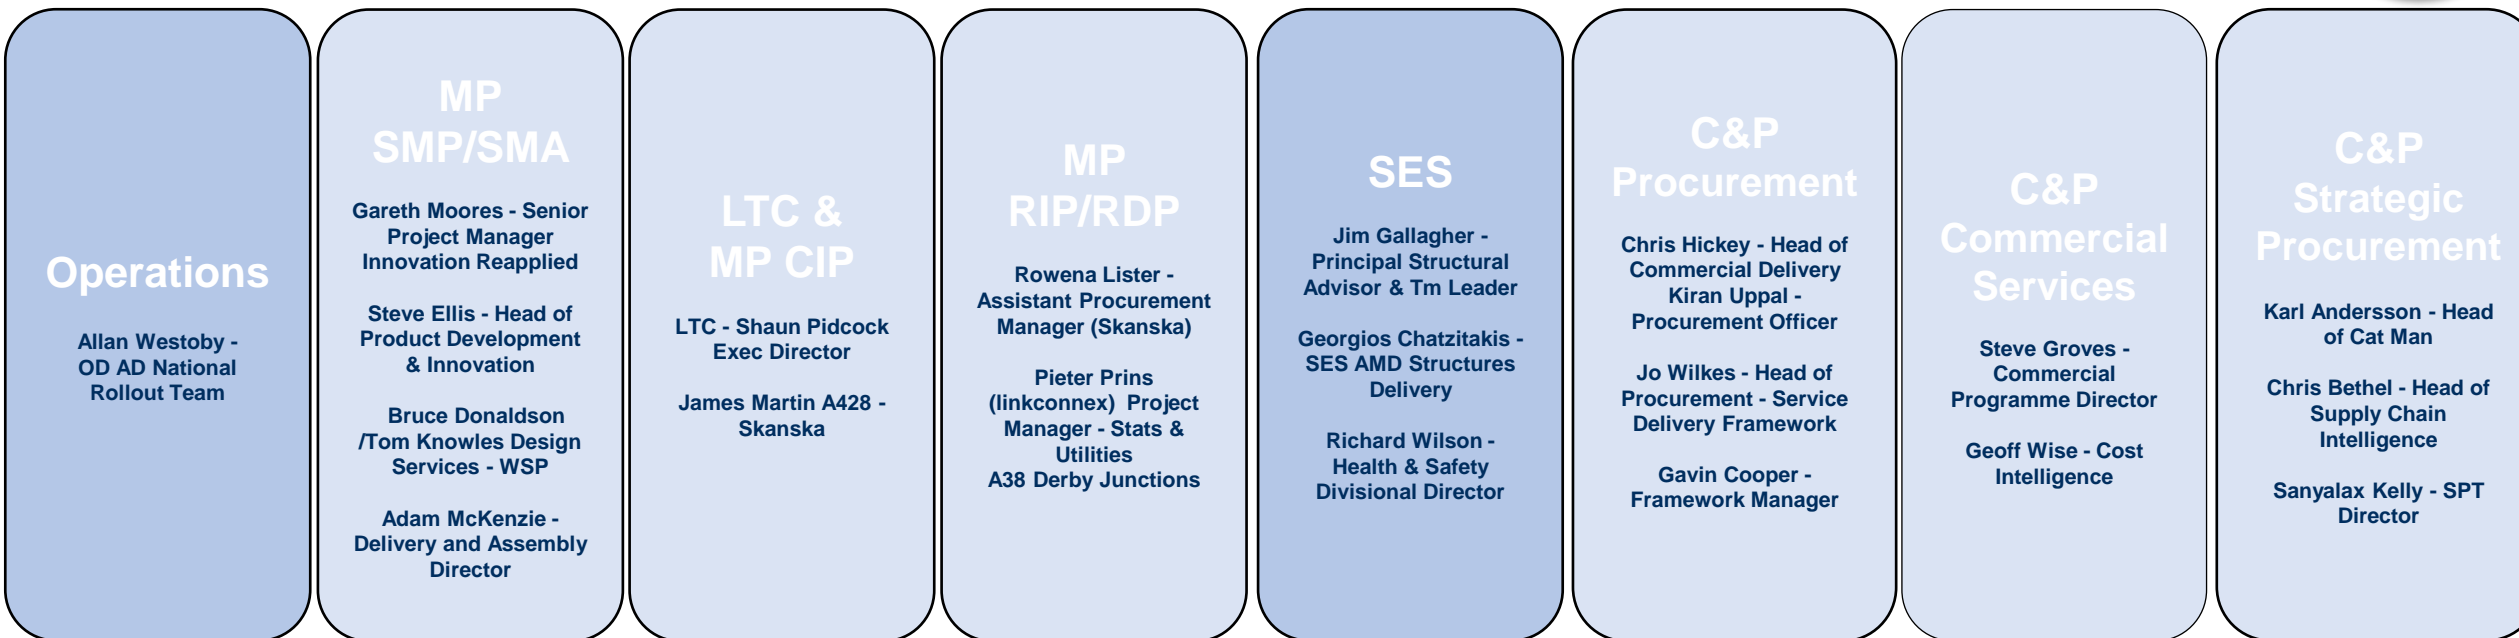 Operations
Allan Westoby -
OD AD National
Rollout Team
MP
SMP/SMA
Gareth Moores - Senior
Project Manager
Innovation Reapplied
Steve Ellis - Head of
Product Development
& Innovation
Bruce Donaldson
/Tom Knowles Design
Services - WSP
Adam McKenzie -
Delivery and Assembly
Director
LTC &
MP CIP
LTC - Shaun Pidcock
Exec Director
James Martin A428 -
Skanska
MP
RIP/RDP
Rowena Lister -
Assistant Procurement
Manager (Skanska)
Pieter Prins
(linkconnex) Project
Manager - Stats &
Utilities
A38 Derby Junctions
SES
Jim Gallagher -
Principal Structural
Advisor & Tm Leader
Georgios Chatzitakis -
SES AMD Structures
Delivery
Richard Wilson -
Health & Safety
Divisional Director
C&P
Procurement
Chris Hickey - Head of
Commercial Delivery
Kiran Uppal -
Procurement Officer
Jo Wilkes - Head of
Procurement - Service
Delivery Framework
Gavin Cooper -
Framework Manager
C&P
Commercial
Services
Steve Groves -
Commercial
Programme Director
Geoff Wise - Cost
Intelligence
C&P
Strategic
Procurement
Karl Andersson - Head
of Cat Man
Chris Bethel - Head of
Supply Chain
Intelligence
Sanyalax Kelly - SPT
Director